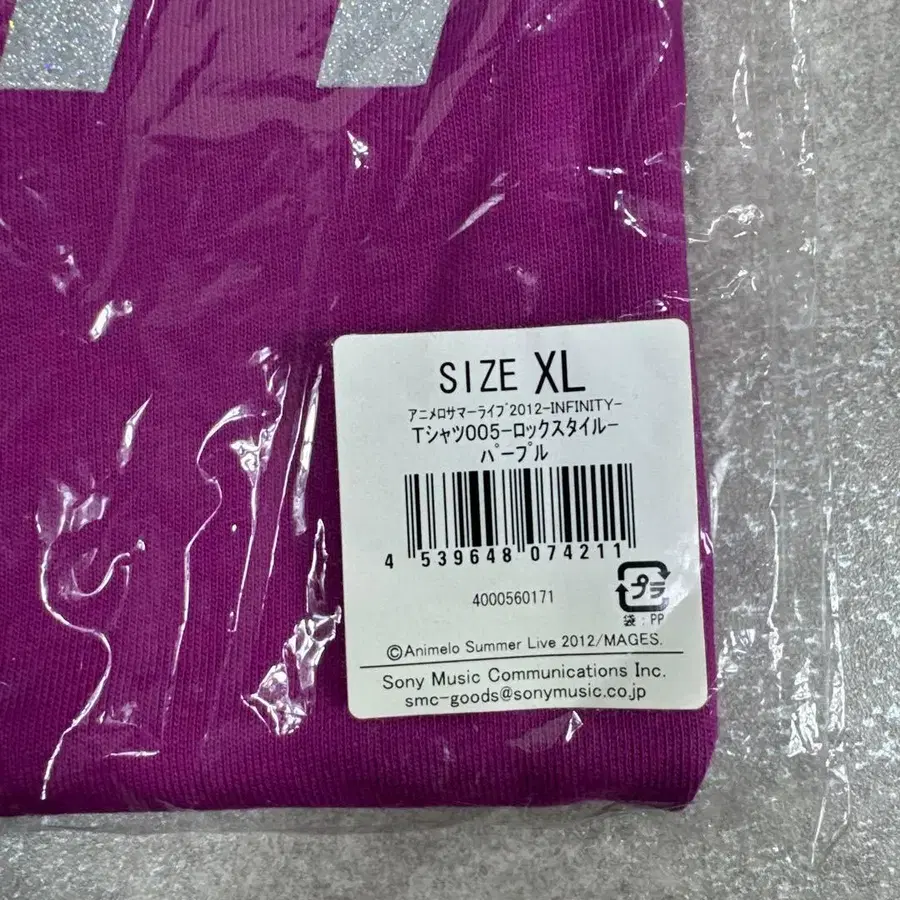 SIZE XL
アニメロサマーライブ2012-INFINITY-
Tシャツ005-ロックスタイル-
パープル
4 539648 074211
プラ
袋:PP
4000560171
©Animelo Summer Live 2012/MAGES.
Sony Music Communications Inc.
smc-goods@sonymusic.co.jp